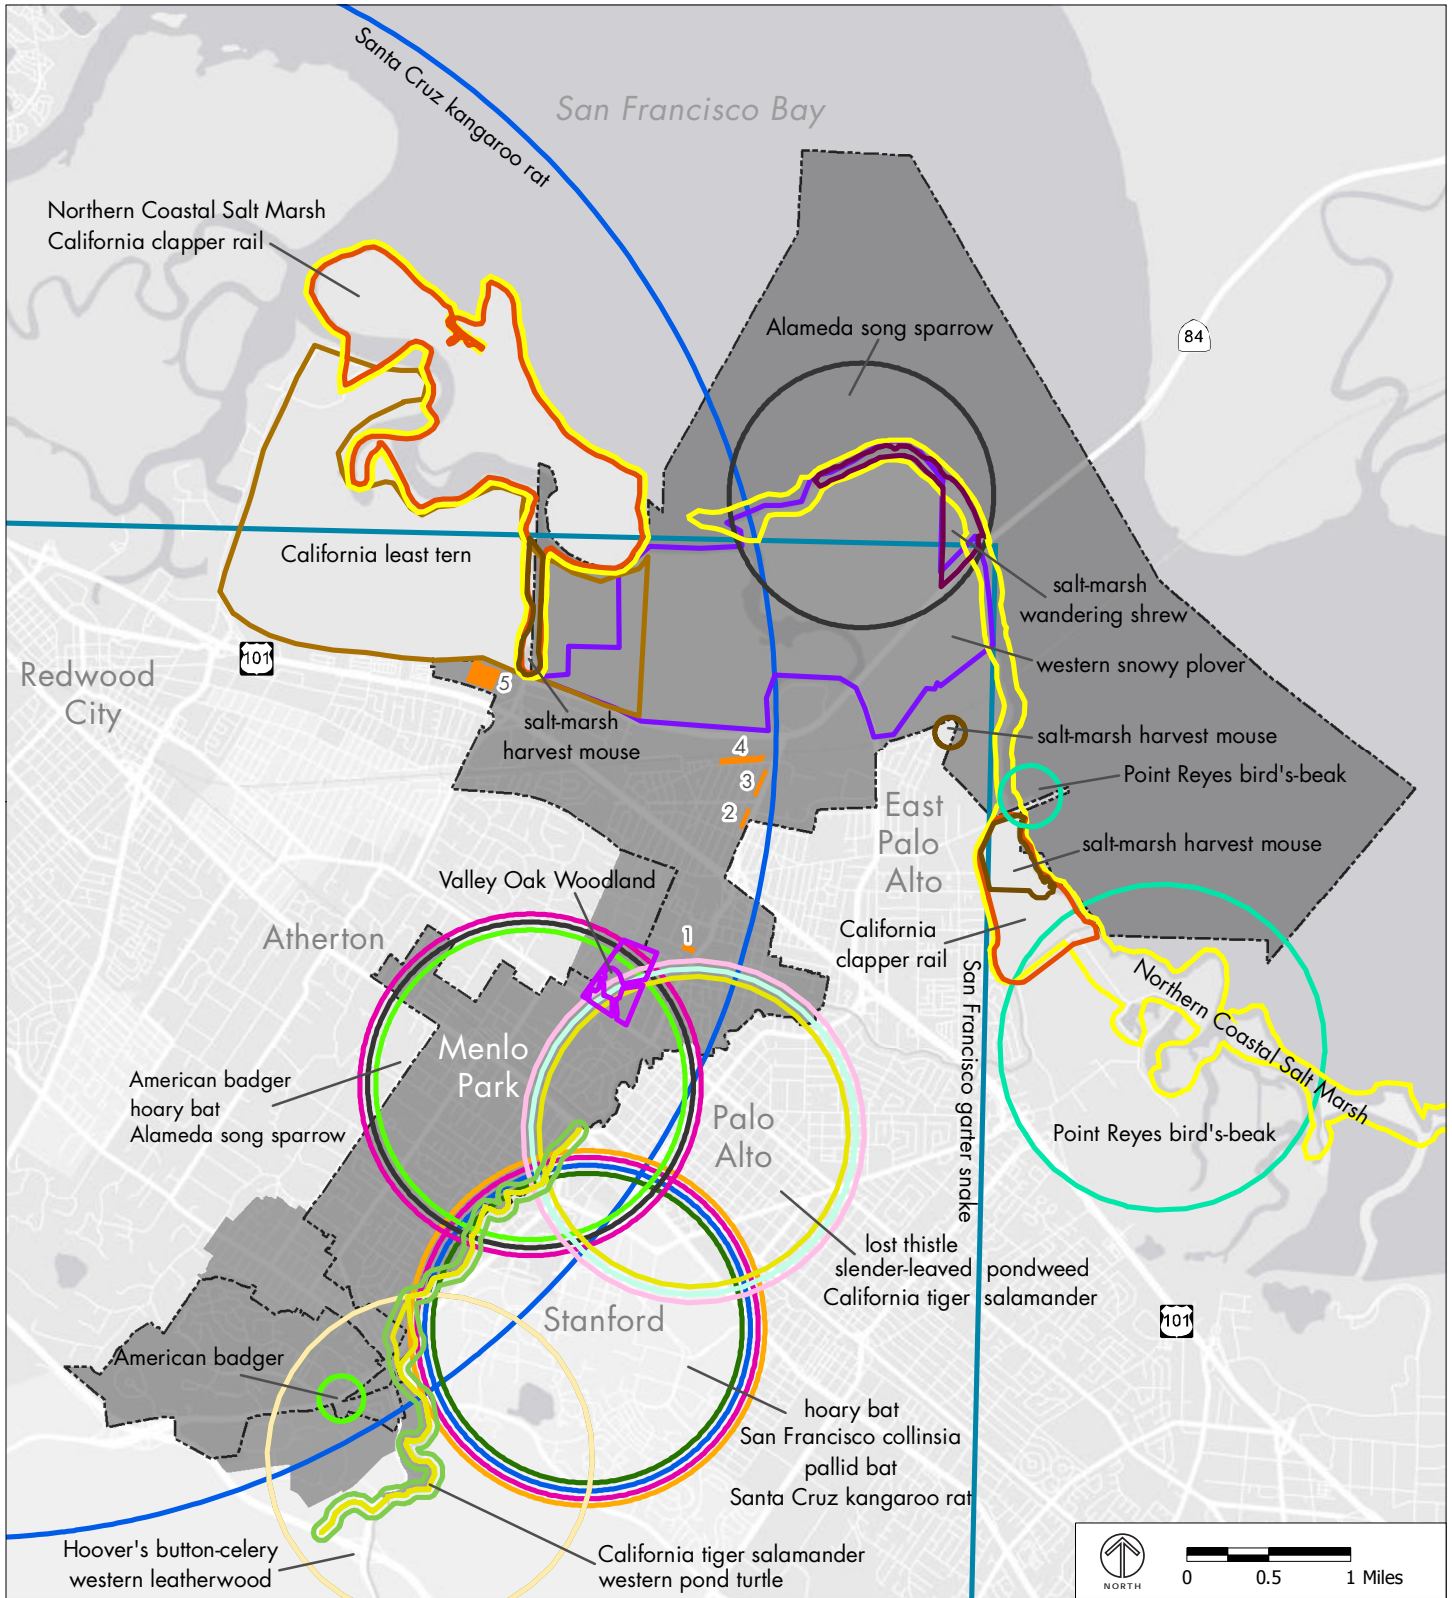 Santa Cruz kangaroo rat
San Francisco Bay
Northern Coastal Salt Marsh
California clapper rail
Alameda song sparrow
84
California least tern
salt-marsh
wandering shrew
101
Redwood
City
western snowy plover
5
salt-marsh
harvest mouse
salt-marsh harvest mouse
4
3
2
Point Reyes bird's-beak
East
Palo
Alto
salt-marsh harvest mouse
Valley Oak Woodland
1
Atherton
California
clapper rail
San Francisco garter snake
Northern Coastal Salt Marsh
Menlo
Park
American badger
hoary bat
Alameda song sparrow
Palo
Alto
Point Reyes bird's-beak
lost thistle
slender-leaved pondweed
California tiger salamander
Stanford
101
American badger
hoary bat
San Francisco collinsia
pallid bat
Santa Cruz kangaroo rat
Hoover's button-celery
western leatherwood
California tiger salamander
western pond turtle
NORTH
0 0.5 1 Miles